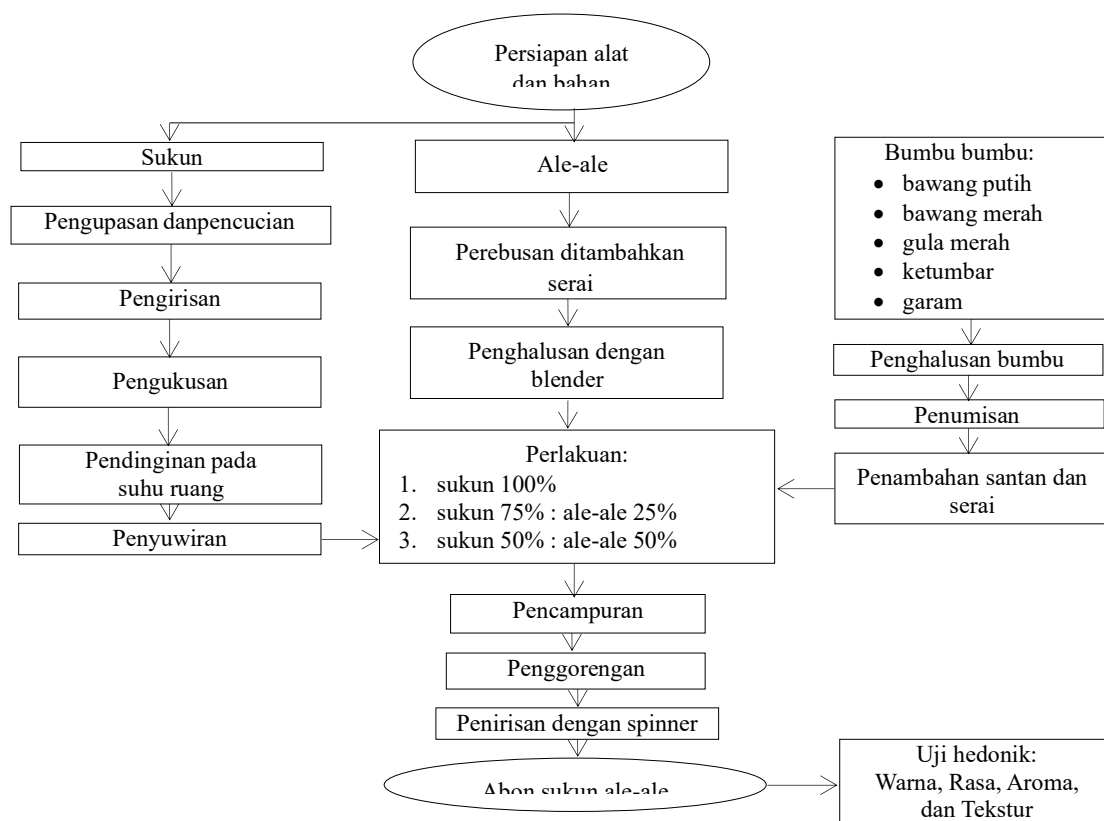 Persiapan alat
dan bahan
Sukun
Pengupasan danpencucian
Pengirisan
Pengukusan
Pendinginan pada
suhu ruang
Penyuwiran
Ale-ale
Perebusan ditambahkan
serai
Penghalusan dengan
blender
Bumbu bumbu:
• bawang putih
• bawang merah
• gula merah
• ketumbar
• garam
Penghalusan bumbu
Penumisan
Penambahan santan dan
serai
Perlakuan:
1. sukun 100%
2. sukun 75% : ale-ale 25%
3. sukun 50% : ale-ale 50%
Pencampuran
Penggorengan
Penirisan dengan spinner
Abon sukun ale-ale
Uji hedonik:
Warna, Rasa, Aroma,
dan Tekstur